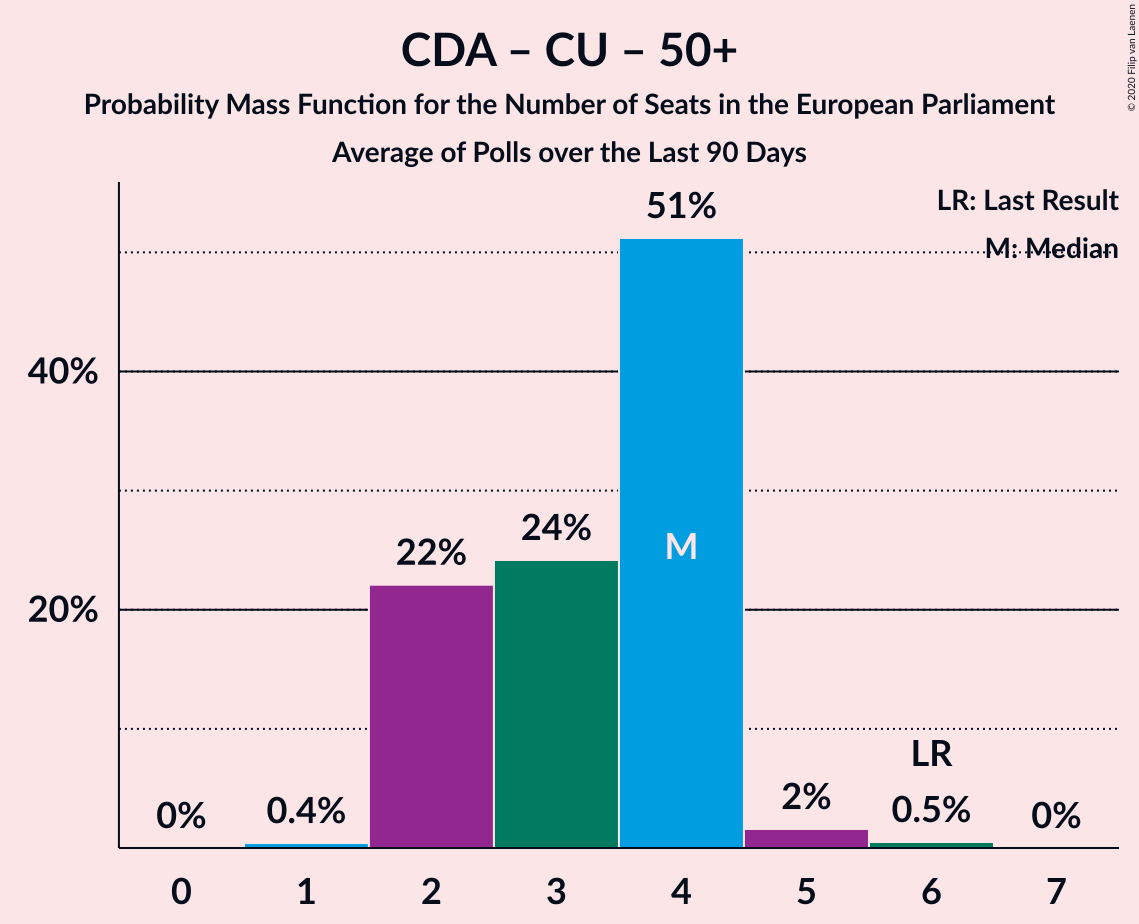 CDA – CU – 50+
Probability Mass Function for the Number of Seats in the European Parliament
Average of Polls over the Last 90 Days
© 2020 Filip van Laenen
LR: Last Result
M: Median
51%
40%
24%
22%
M
20%
LR
2%
0.5%
0.4%
0%
0%
0 1 2 3 4 5 6 7